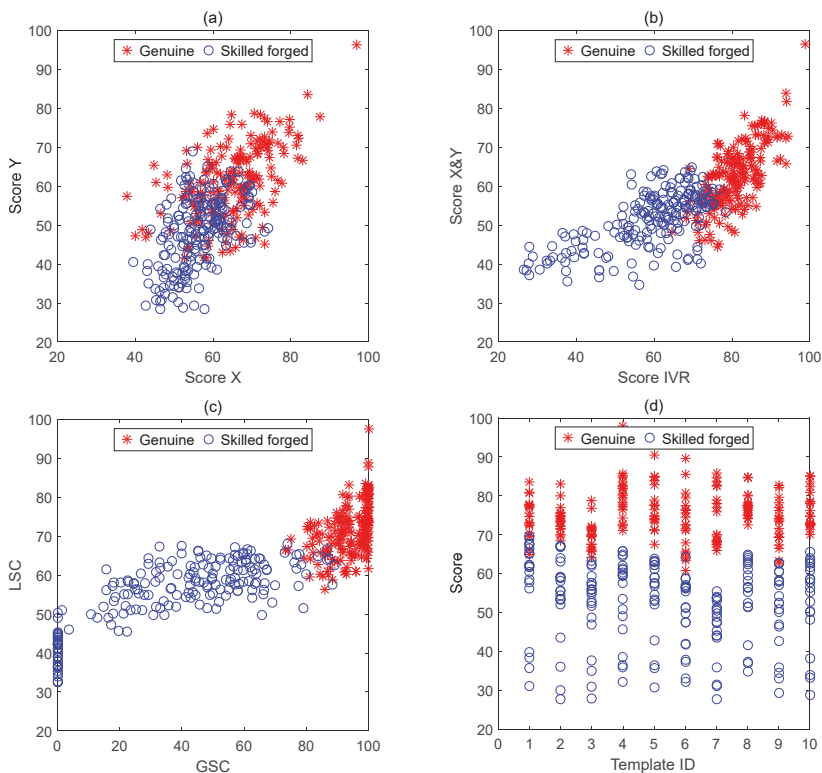 (a)
Genuine Skilled forged
100
90
80
70
60
50
40
30
20
Score Y
20 40 60 80 100
Score X
(b)
Genuine Skilled forged
100
90
80
70
60
50
40
30
20
Score X&Y
20 40 60 80 100
Score IVR
(c)
Genuine Skilled forged
100
90
80
70
60
50
40
30
20
LSC
0 20 40 60 80 100
GSC
(d)
Genuine Skilled forged
100
90
80
70
60
50
40
30
20
Score
0 1 2 3 4 5 6 7 8 9 10
Template ID